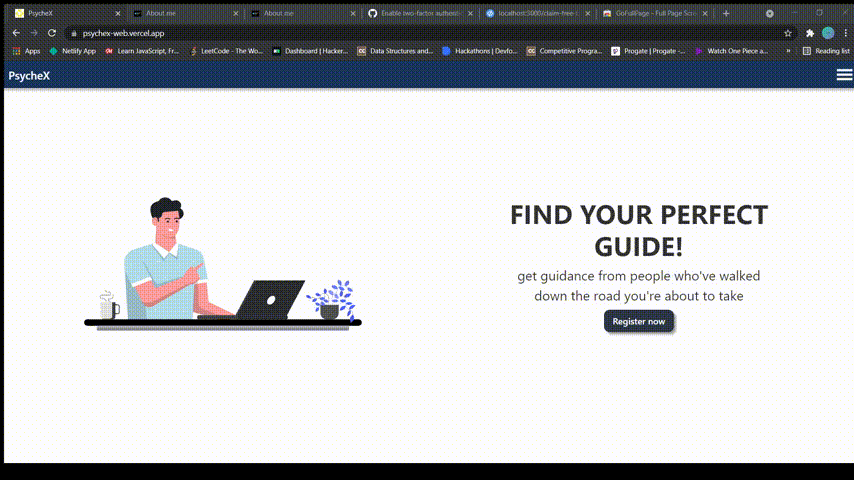 PsycheX
About me
About me
Enable two-factor authent
localhost:3000/claim-free
GoFullPage - Full Page Scre
psychex-web.vercel.app
Apps
Netlify App
Learn JavaScript, Fr...
LeetCode - The Wo...
Dashboard | Hacker...
Data Structures and...
Hackathons | Devfo...
Competitive Progra...
Progate | Progate -...
Watch One Piece a...
»
Reading list
PsycheX
FIND YOUR PERFECT
GUIDE!
get guidance from people who've walked
down the road you're about to take
Register now